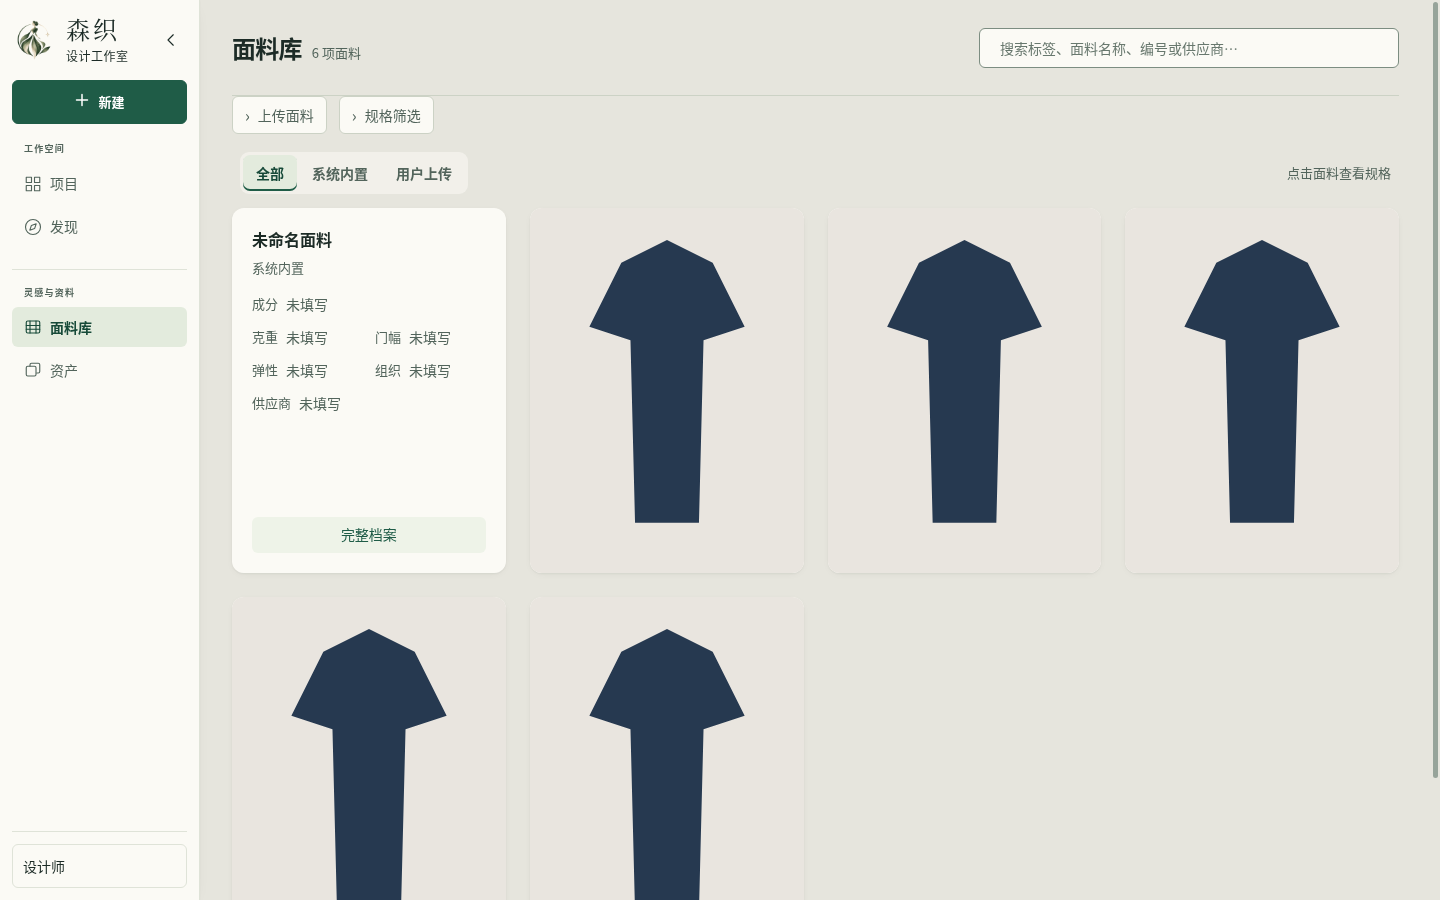 森织
设计工作室
新建
工作空间
项目
发现
灵感与资料
面料库
资产
设计师
面料库 6 项面料
搜索标签、面料名称、编号或供应商…
› 上传面料
› 规格筛选
全部 系统内置 用户上传
点击面料查看规格
未命名面料
系统内置
成分 未填写
克重 未填写 门幅 未填写
弹性 未填写 组织 未填写
供应商 未填写
完整档案